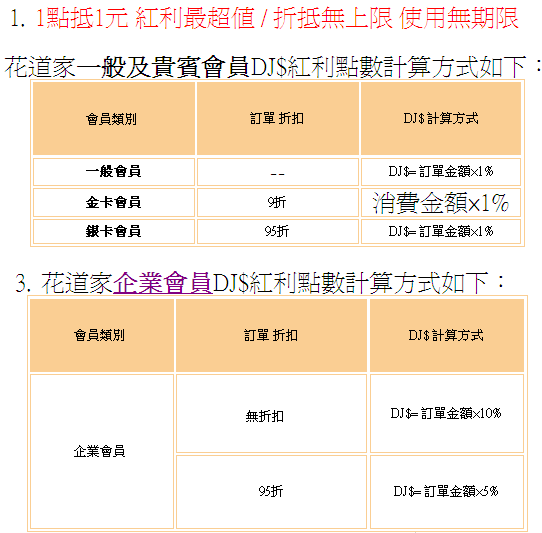 1. 1點抵1元 紅利最超值 / 折抵無上限 使用無期限
花道家一般及貴賓會員DJ$紅利點數計算方式如下：
會員類別 訂單 折扣 DJ$ 計算方式
一般會員 -- DJ$= 訂單金額×1%
金卡會員 9折 消費金額×1%
銀卡會員 95折 DJ$= 訂單金額×1%
3. 花道家企業會員DJ$紅利點數計算方式如下：
會員類別 訂單 折扣 DJ$ 計算方式
企業會員
無折扣 DJ$= 訂單金額×10%
95折 DJ$= 訂單金額×5%